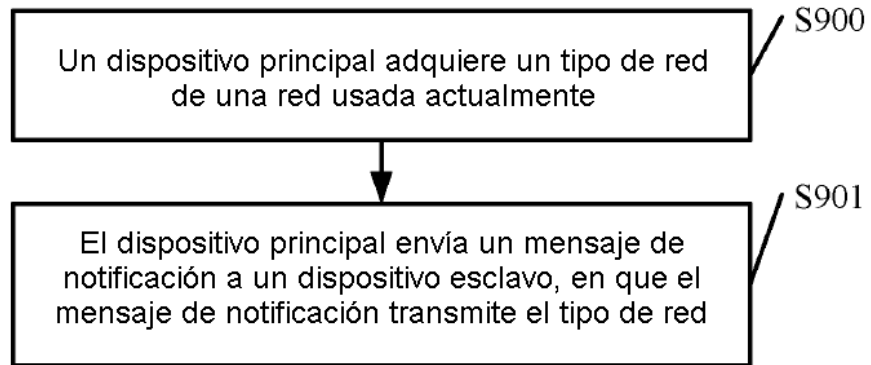 S900
Un dispositivo principal adquiere un tipo de red
de una red usada actualmente
S901
El dispositivo principal envía un mensaje de
notificación a un dispositivo esclavo, en que el
mensaje de notificación transmite el tipo de red